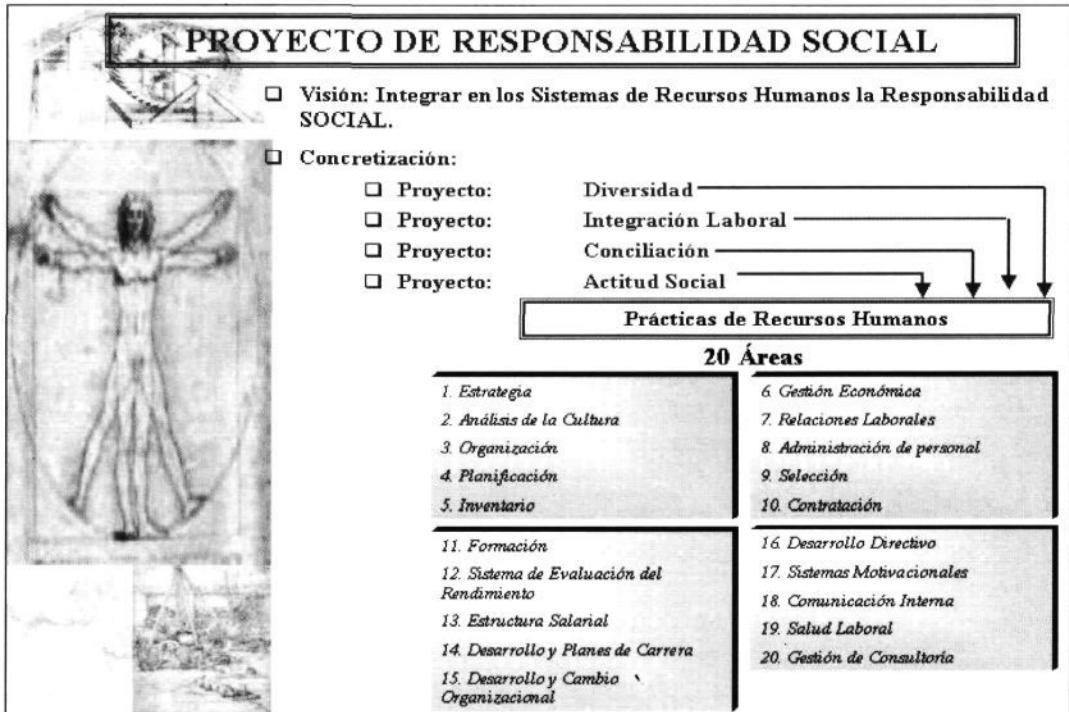 PROYECTO DE RESPONSABILIDAD SOCIAL
Visión: Integrar en los Sistemas de Recursos Humanos la Responsabilidad
SOCIAL.
Concretización:
Proyecto: Diversidad
Proyecto: Integración Laboral
Proyecto: Conciliación
Proyecto: Actitud Social
Prácticas de Recursos Humanos
20 Áreas
1. Estrategia
2. Análisis de la Cultura
3. Organización
4. Planificación
5. Inventario
6. Gestión Económica
7. Relaciones Laborales
8. Administración de personal
9. Selección
10. Contratación
11. Formación
12. Sistema de Evaluación del
Rendimiento
13. Estructura Salarial
14. Desarrollo y Planes de Carrera
15. Desarrollo y Cambio
Organizacional
16. Desarrollo Directivo
17. Sistemas Motivacionales
18. Comunicación Interna
19. Salud Laboral
20. Gestión de Consultoría